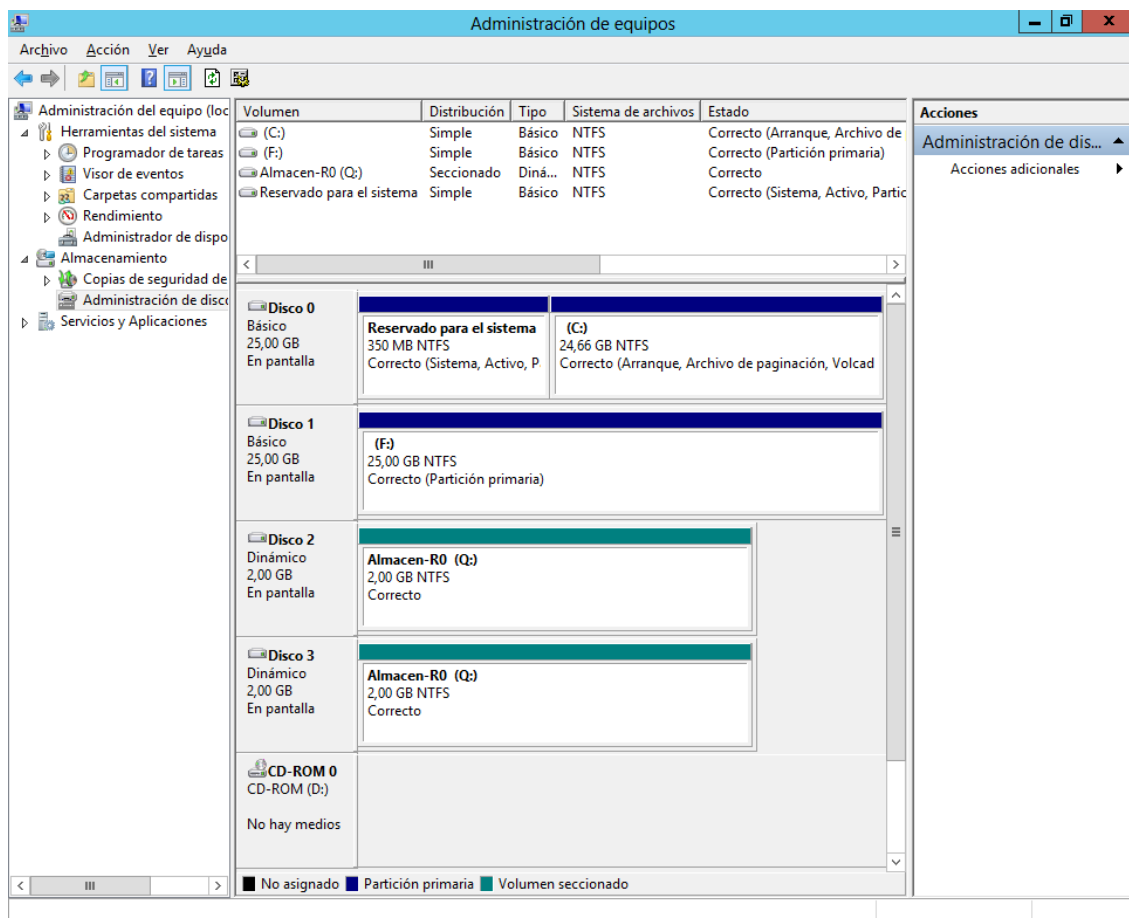 Administración de equipos
Archivo Acción Ver Ayuda
Administración del equipo (loc
Herramientas del sistema
Programador de tareas
Visor de eventos
Carpetas compartidas
Rendimiento
Administrador de dispo
Almacenamiento
Copias de seguridad de
Administración de disco
Servicios y Aplicaciones
Volumen Distribución Tipo Sistema de archivos Estado
(C:) Simple Básico NTFS Correcto (Arranque, Archivo de
(F:) Simple Básico NTFS Correcto (Partición primaria)
Almacen-R0 (Q:) Seccionado Diná... NTFS Correcto
Reservado para el sistema Simple Básico NTFS Correcto (Sistema, Activo, Partic
Disco 0
Básico
25,00 GB
En pantalla
Reservado para el sistema
350 MB NTFS
Correcto (Sistema, Activo, P
(C:)
24,66 GB NTFS
Correcto (Arranque, Archivo de paginación, Volcad
Disco 1
Básico
25,00 GB
En pantalla
(F:)
25,00 GB NTFS
Correcto (Partición primaria)
Disco 2
Dinámico
2,00 GB
En pantalla
Almacen-R0 (Q:)
2,00 GB NTFS
Correcto
Disco 3
Dinámico
2,00 GB
En pantalla
Almacen-R0 (Q:)
2,00 GB NTFS
Correcto
CD-ROM 0
CD-ROM (D:)
No hay medios
No asignado Partición primaria Volumen seccionado
Acciones
Administración de dis...
Acciones adicionales